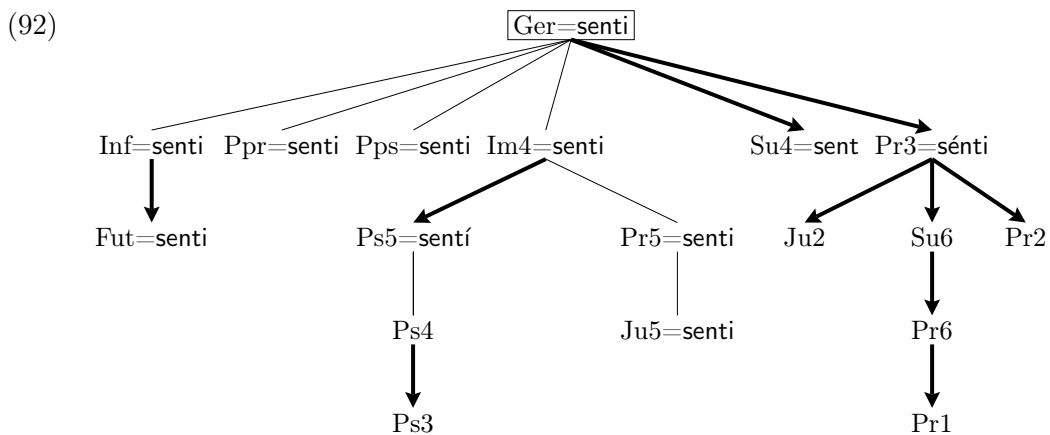 (92)
Ger=senti
Inf=senti Ppr=senti Pps=senti Im4=senti Su4=sent Pr3=sénti
Fut=senti Ps5=sentí Pr5=senti Ju2 Su6 Pr2
Ps4 Ju5=senti Pr6
Ps3 Pr1